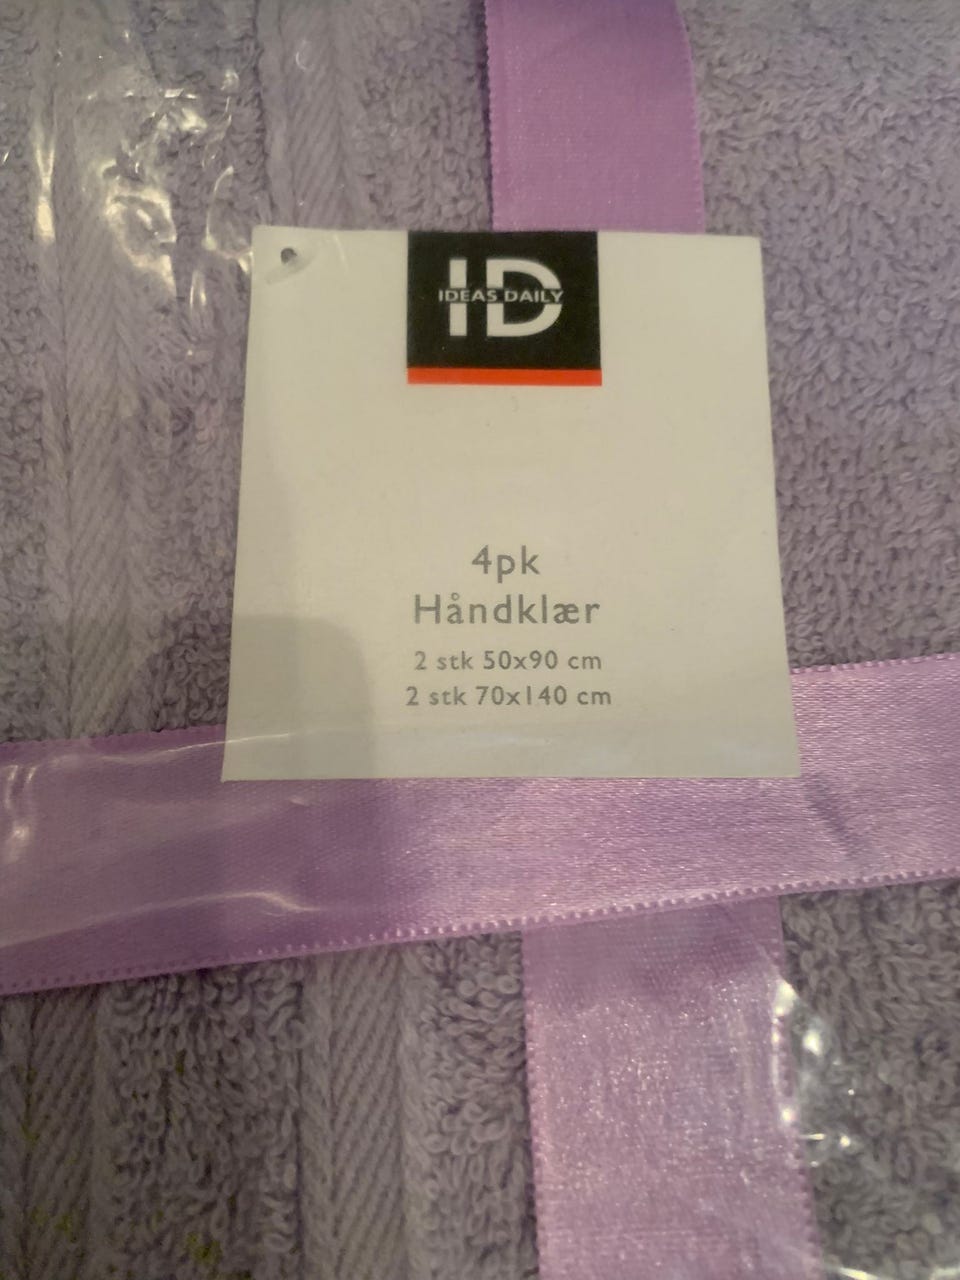 ID
IDEAS DAILY
4pk
Håndklær
2 stk 50x90 cm
2 stk 70x140 cm